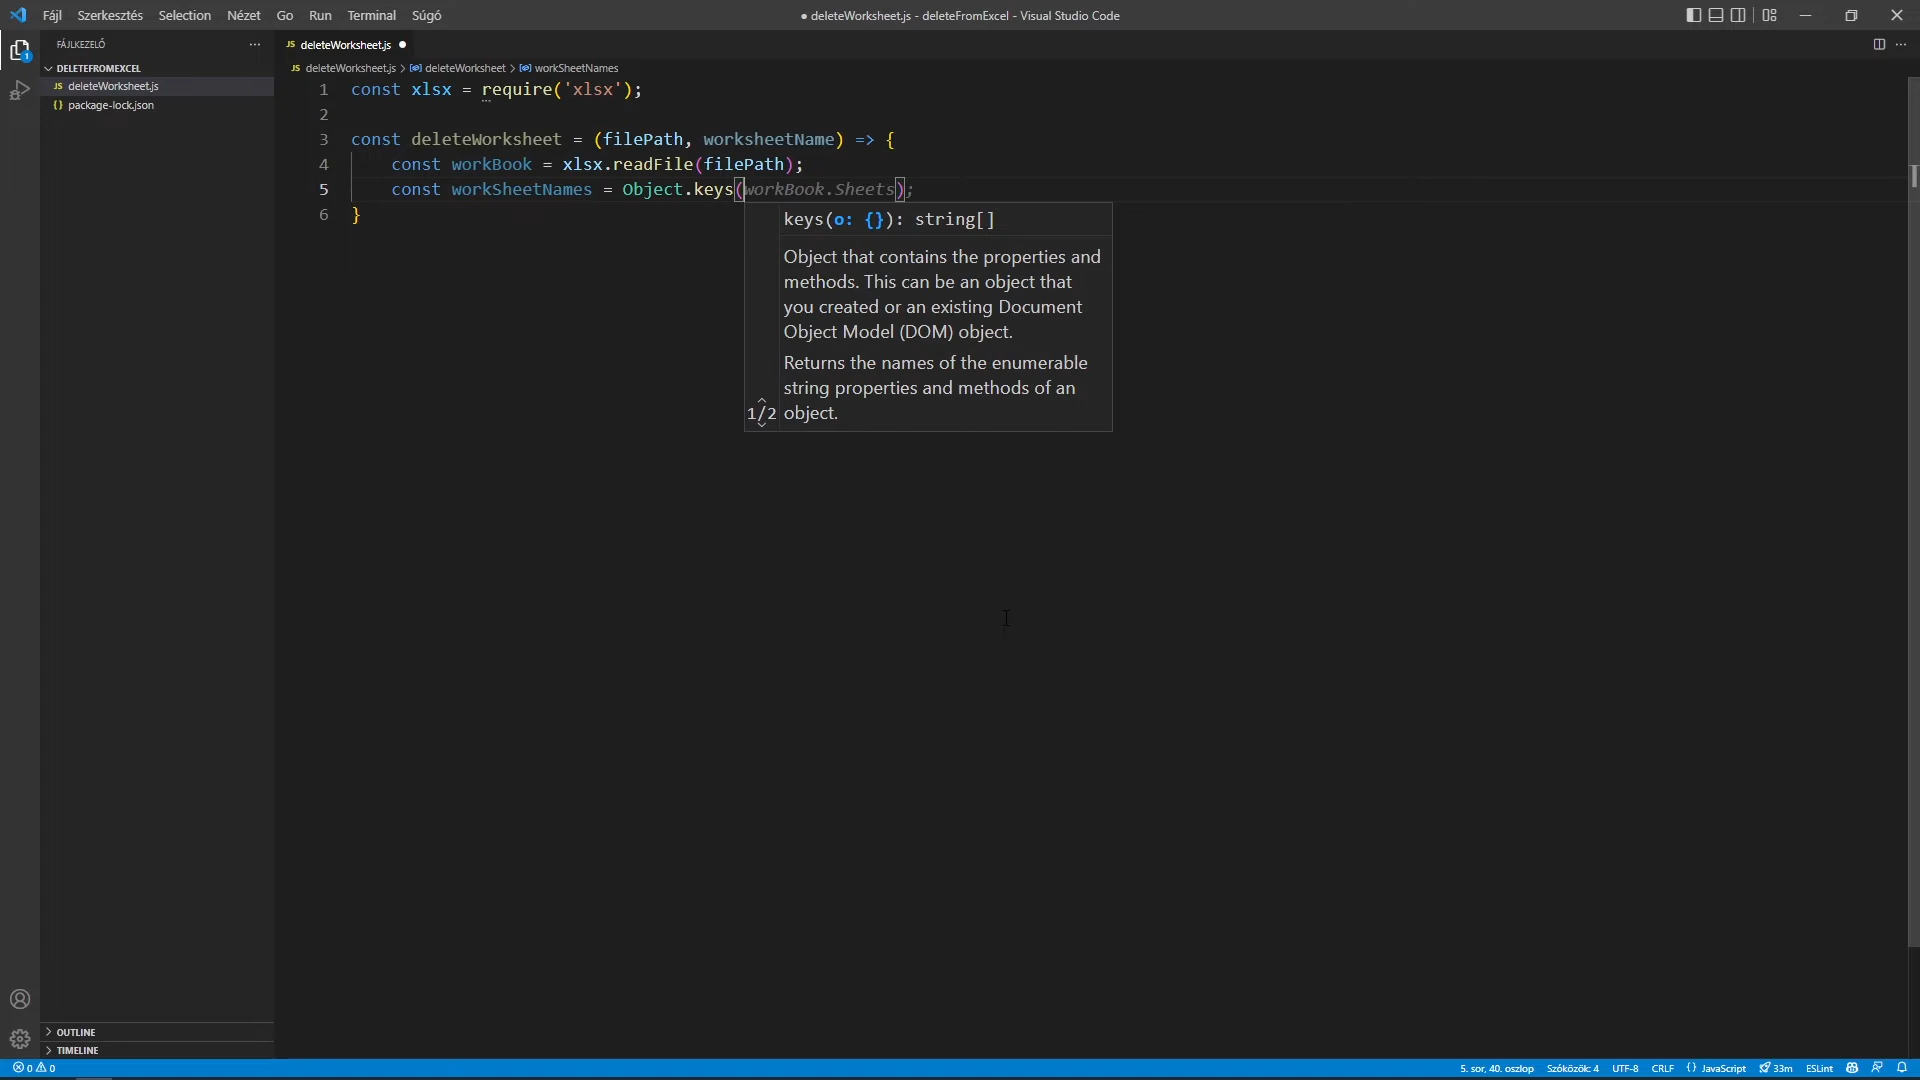 Fájl Szerkesztés Selection Nézet Go Run Terminal Súgó
● deleteWorksheet.js - deleteFromExcel - Visual Studio Code
FÁJLKEZELŐ
DELETEFROMEXCEL
JS deleteWorksheet.js
{} package-lock.json
OUTLINE
TIMELINE
1
JS deleteWorksheet.js ●
JS deleteWorksheet.js > deleteWorksheet > workSheetNames
1 const xlsx = require('xlsx');
2
3 const deleteWorksheet = (filePath, worksheetName) => {
4 const workBook = xlsx.readFile(filePath);
5 const workSheetNames = Object.keys(workBook.Sheets);
6 }
keys(o: {}): string[]
Object that contains the properties and
methods. This can be an object that
you created or an existing Document
Object Model (DOM) object.
Returns the names of the enumerable
string properties and methods of an
1/2 object.
0 0 5. sor, 40. oszlop Szóközök: 4 UTF-8 CRLF {} JavaScript 33m ESLint